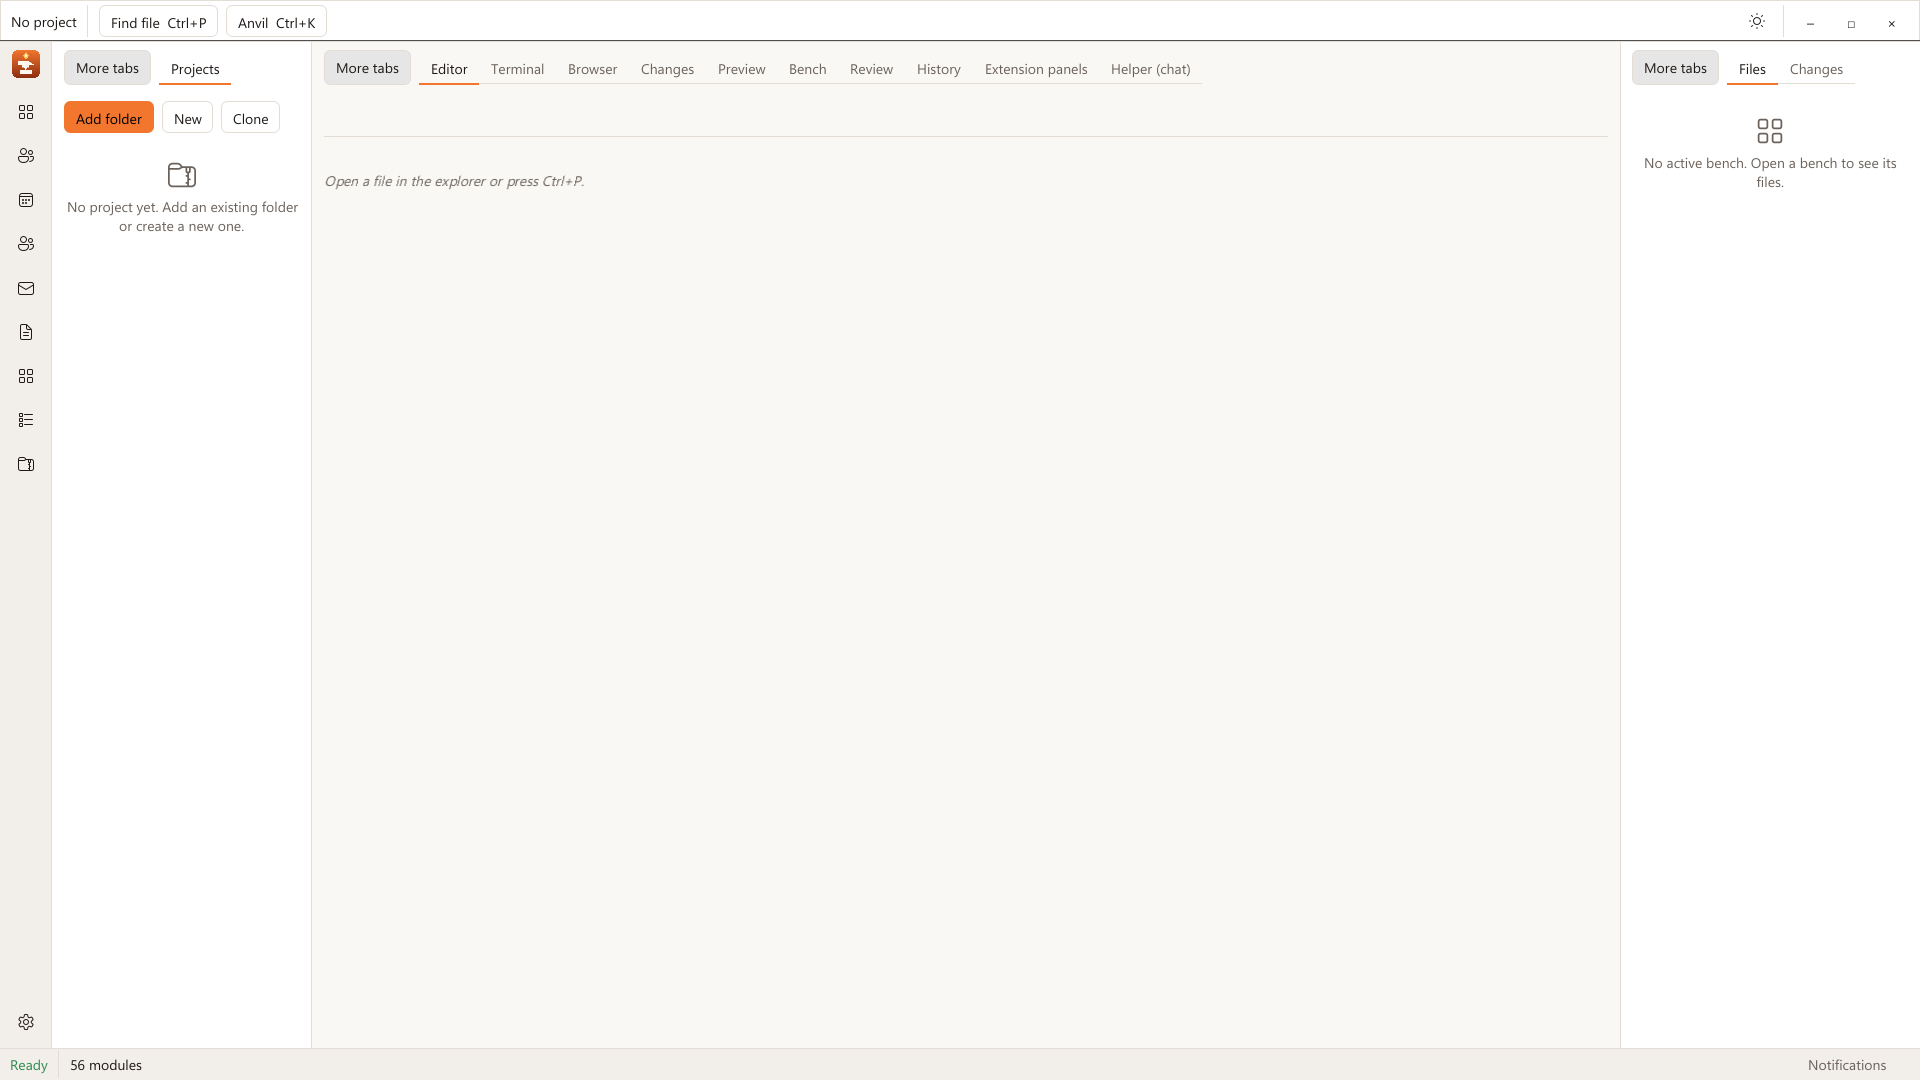 No project
Find file Ctrl+P
Anvil Ctrl+K
More tabs
Projects
Add folder
New
Clone
No project yet. Add an existing folder
or create a new one.
More tabs
Editor
Terminal
Browser
Changes
Preview
Bench
Review
History
Extension panels
Helper (chat)
Open a file in the explorer or press Ctrl+P.
More tabs
Files
Changes
No active bench. Open a bench to see its
files.
Ready
56 modules
Notifications